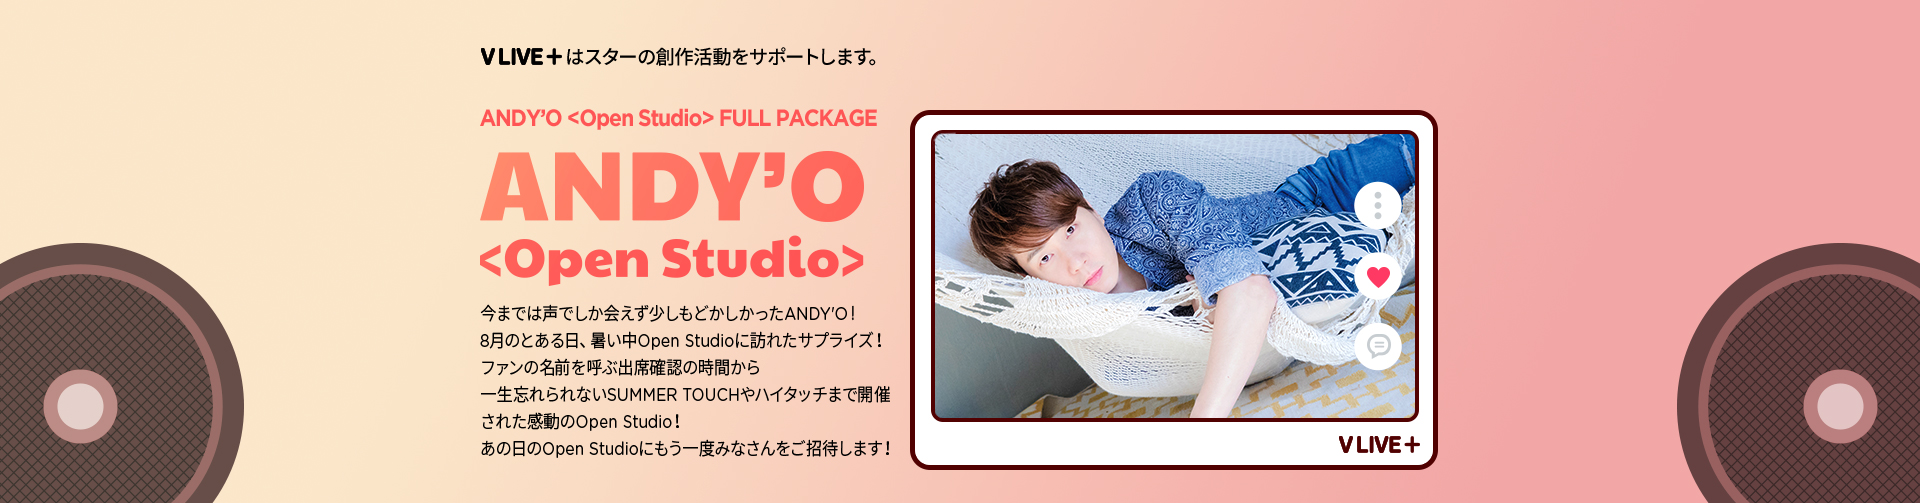 V LIVE+ はスターの創作活動をサポートします。
ANDY’O <Open Studio> FULL PACKAGE
ANDY’O
<Open Studio>
今までは声でしか会えず少しもどかしかったANDY'O！
8月のとある日、暑い中Open Studioに訪れたサプライズ！
ファンの名前を呼ぶ出席確認の時間から
一生忘れられないSUMMER TOUCHやハイタッチまで開催
された感動のOpen Studio！
あの日のOpen Studioにもう一度みなさんをご招待します！
V LIVE+